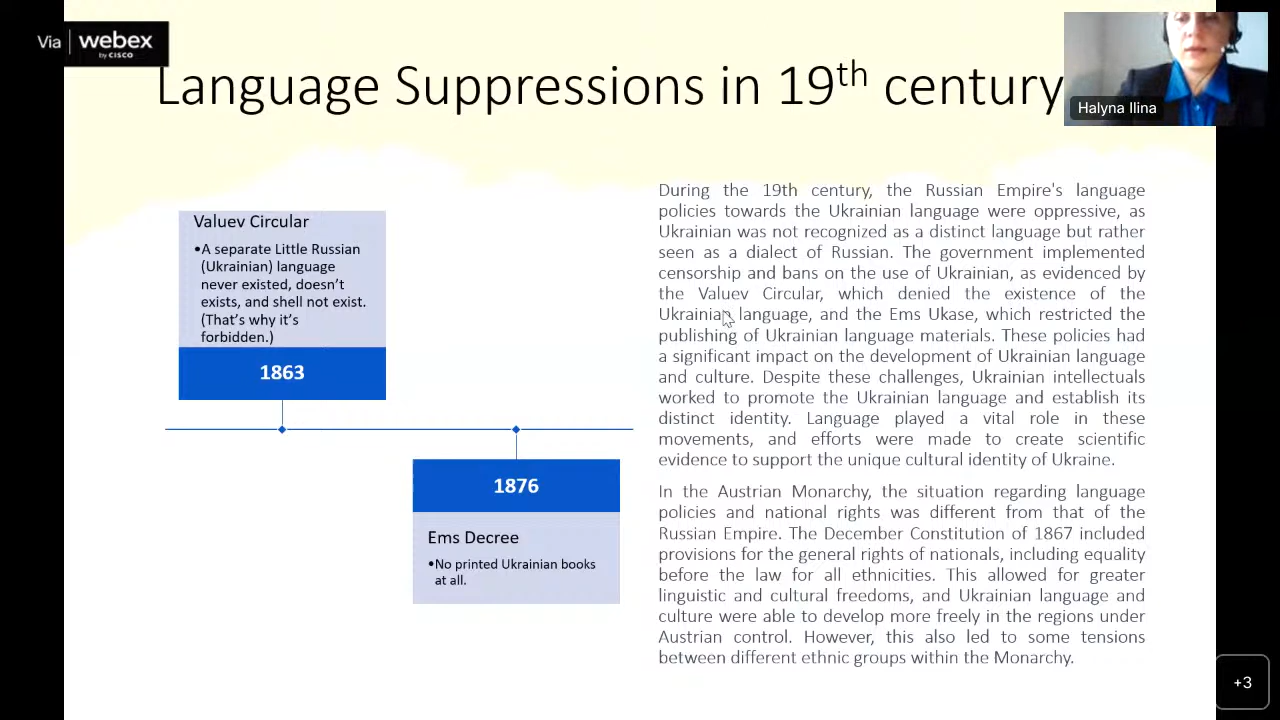 Via webex
by CISCO
Language Suppressions in 19th century
Halyna Ilina
Valuev Circular
•A separate Little Russian
(Ukrainian) language
never existed, doesn't
exists, and shell not exist.
(That's why it's
forbidden.)
1863
1876
Ems Decree
•No printed Ukrainian books
at all.
During the 19th century, the Russian Empire's language
policies towards the Ukrainian language were oppressive, as
Ukrainian was not recognized as a distinct language but rather
seen as a dialect of Russian. The government implemented
censorship and bans on the use of Ukrainian, as evidenced by
the Valuev Circular, which denied the existence of the
Ukrainian language, and the Ems Ukase, which restricted the
publishing of Ukrainian language materials. These policies had
a significant impact on the development of Ukrainian language
and culture. Despite these challenges, Ukrainian intellectuals
worked to promote the Ukrainian language and establish its
distinct identity. Language played a vital role in these
movements, and efforts were made to create scientific
evidence to support the unique cultural identity of Ukraine.
In the Austrian Monarchy, the situation regarding language
policies and national rights was different from that of the
Russian Empire. The December Constitution of 1867 included
provisions for the general rights of nationals, including equality
before the law for all ethnicities. This allowed for greater
linguistic and cultural freedoms, and Ukrainian language and
culture were able to develop more freely in the regions under
Austrian control. However, this also led to some tensions
between different ethnic groups within the Monarchy.
+3